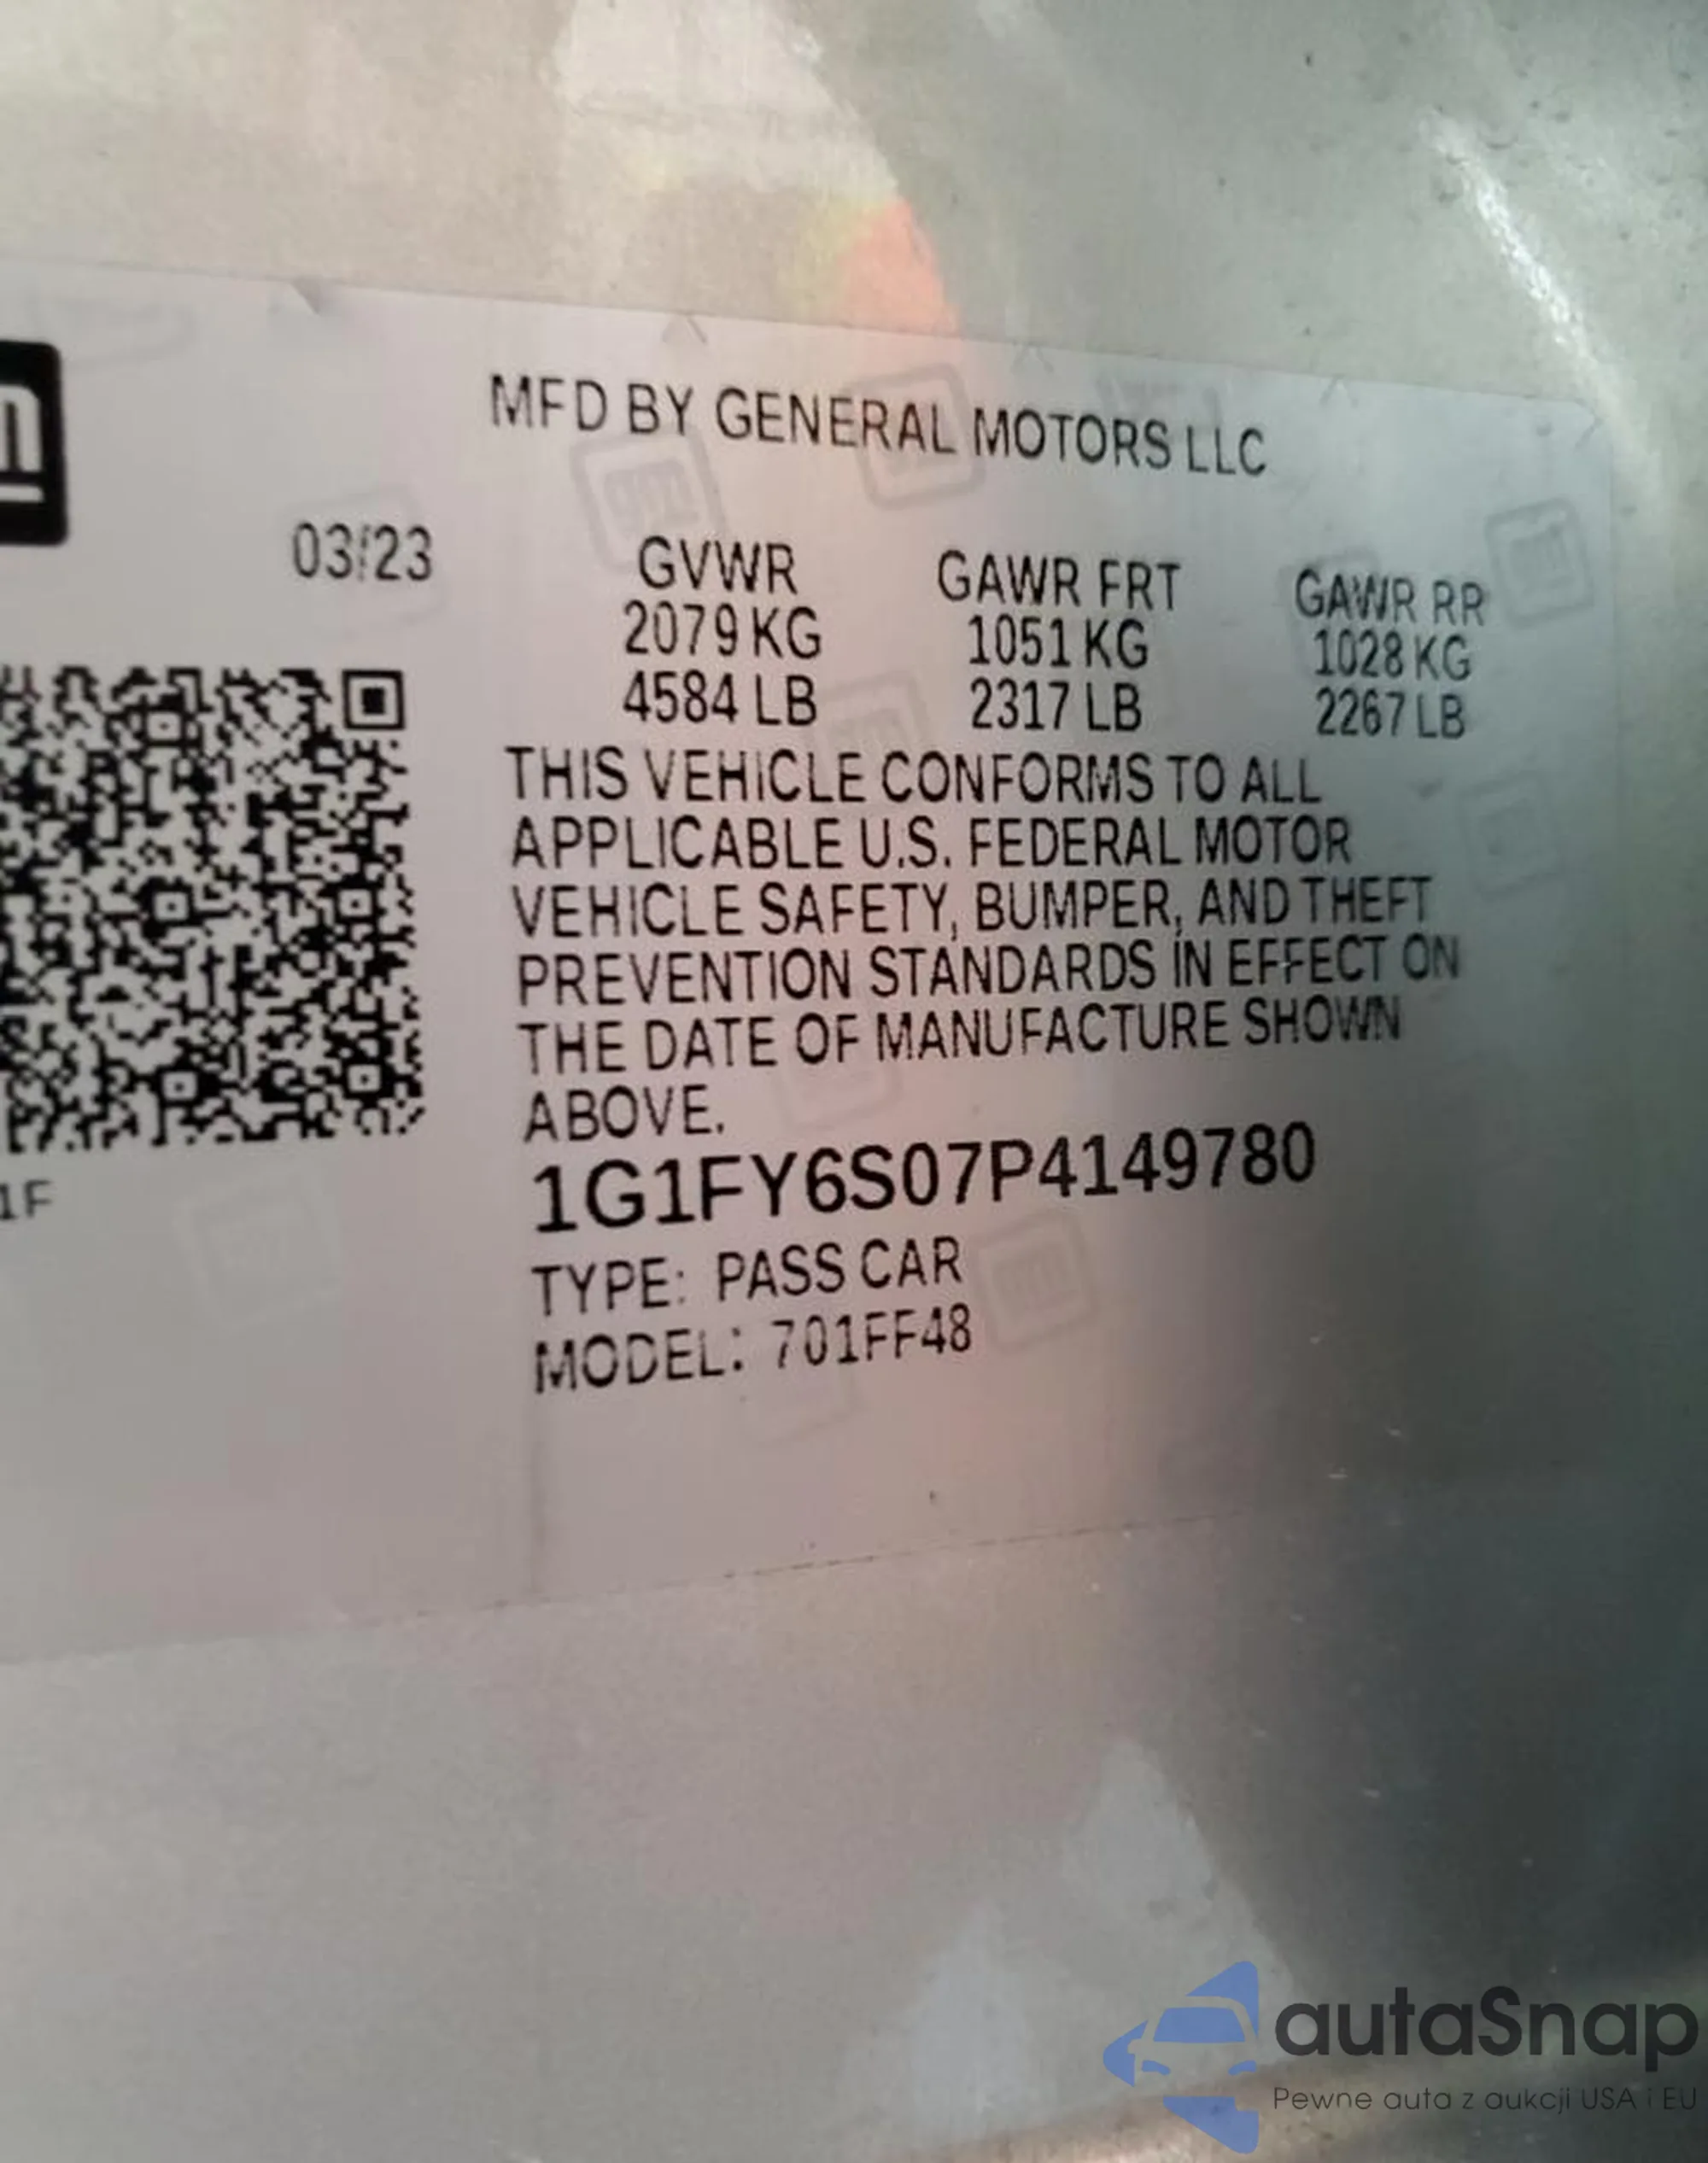 MFD BY GENERAL MOTORS LLC
03/23
GVWR GAWR FRT GAWR RR
2079 KG 1051 KG 1028 KG
4584 LB 2317 LB 2267 LB
THIS VEHICLE CONFORMS TO ALL
APPLICABLE U.S. FEDERAL MOTOR
VEHICLE SAFETY, BUMPER, AND THEFT
PREVENTION STANDARDS IN EFFECT ON
THE DATE OF MANUFACTURE SHOWN
ABOVE.
1G1FY6S07P4149780
1F
TYPE: PASS CAR
MODEL: 701FF48
autaSnap
Pewne auta z aukcji USA i EU